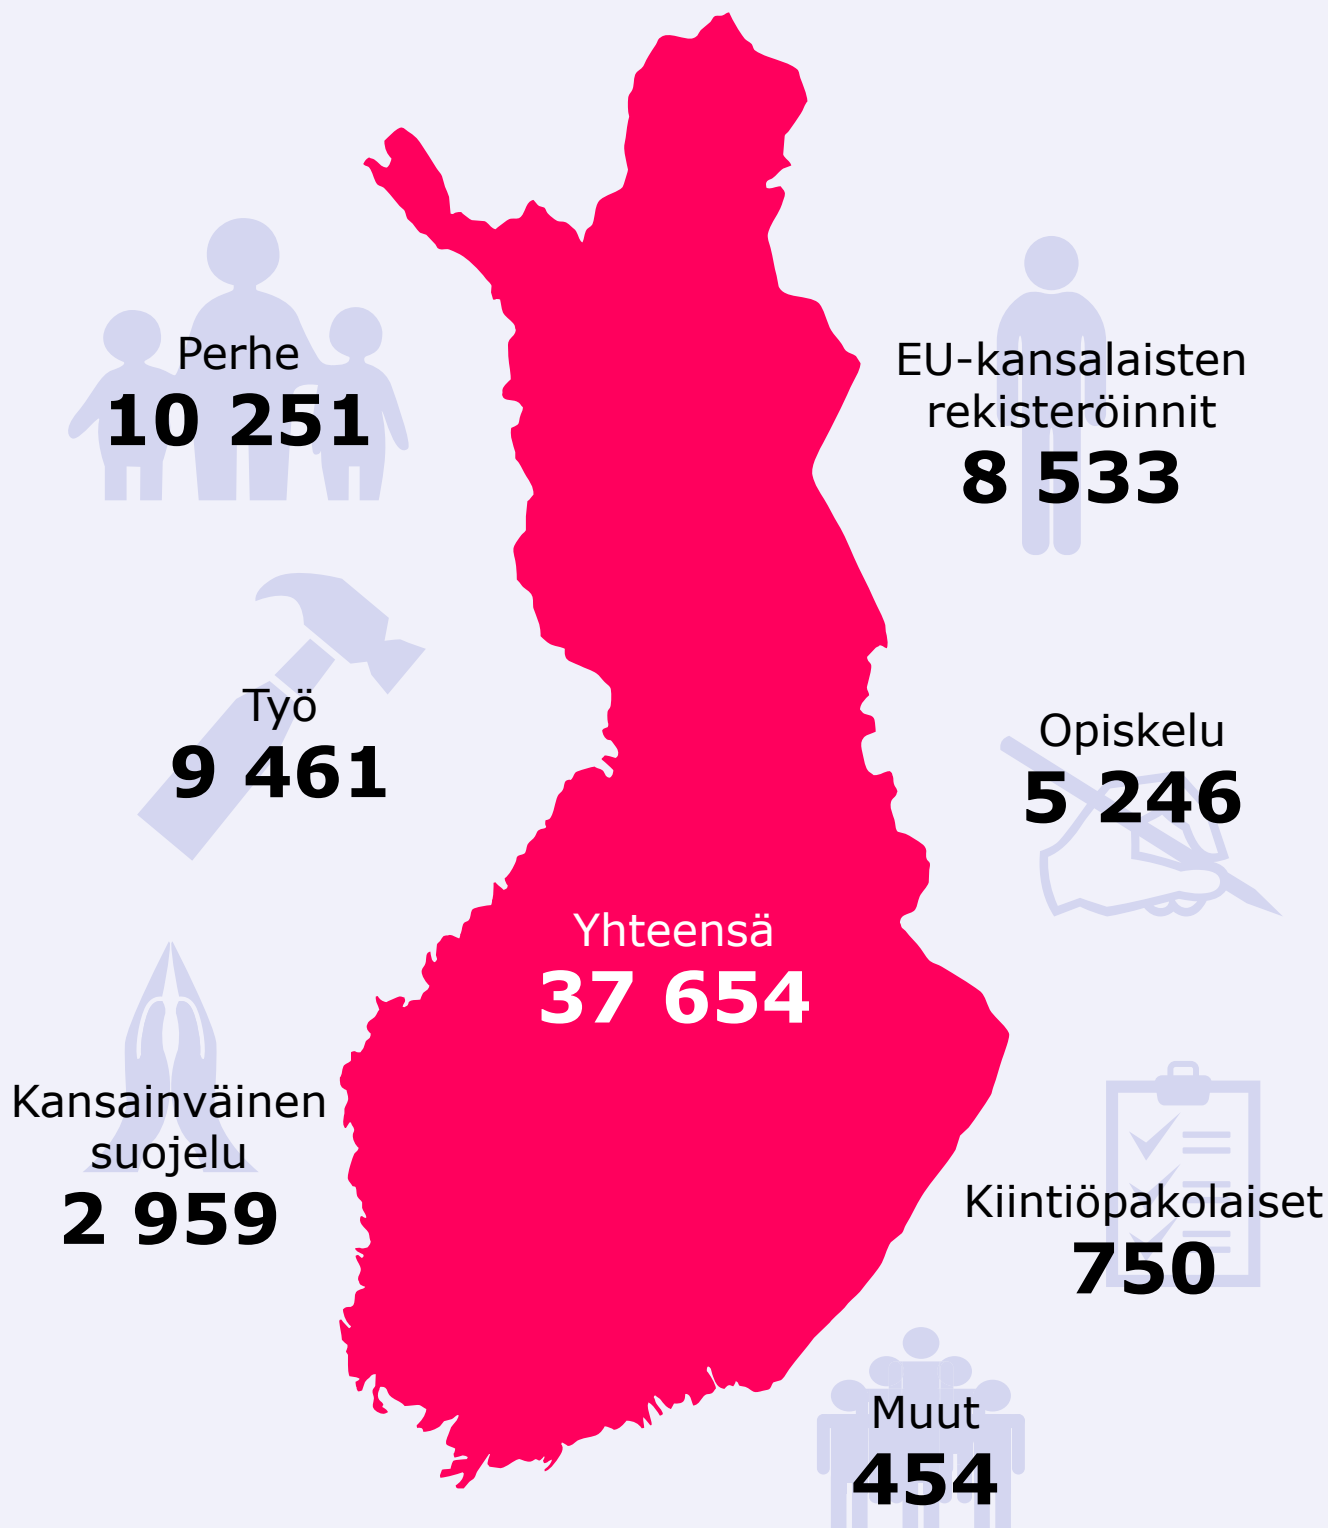 Perhe
10 251
EU-kansalaisten
rekisteröinnit
8 533
Työ
9 461
Opiskelu
5 246
Yhteensä
37 654
Kansainväinen
suojelu
2 959
Kiintiöpakolaiset
750
Muut
454